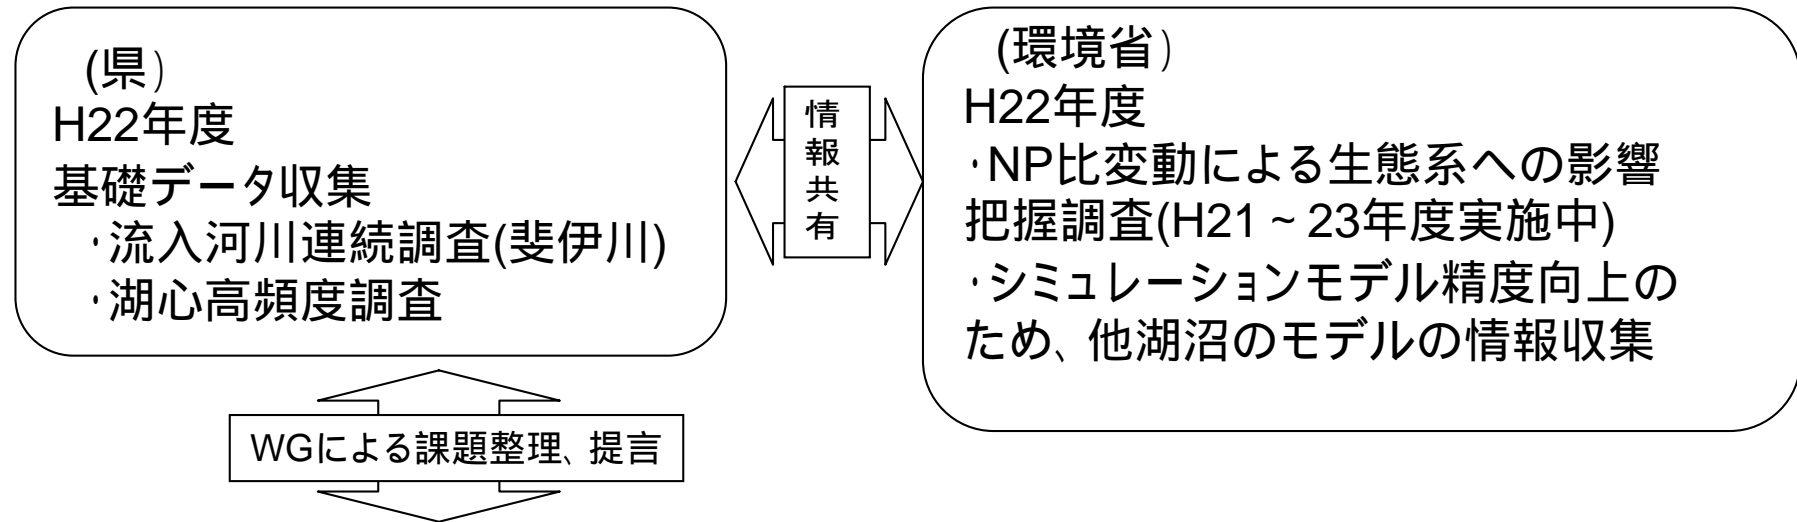 (県)
H22年度
基礎データ収集
・流入河川連続調査(斐伊川)
・湖心高頻度調査
情報共有
(環境省)
H22年度
・NP比変動による生態系への影響
把握調査(H21~23年度実施中)
・シミュレーションモデル精度向上の
ため、他湖沼のモデルの情報収集
WGによる課題整理、提言